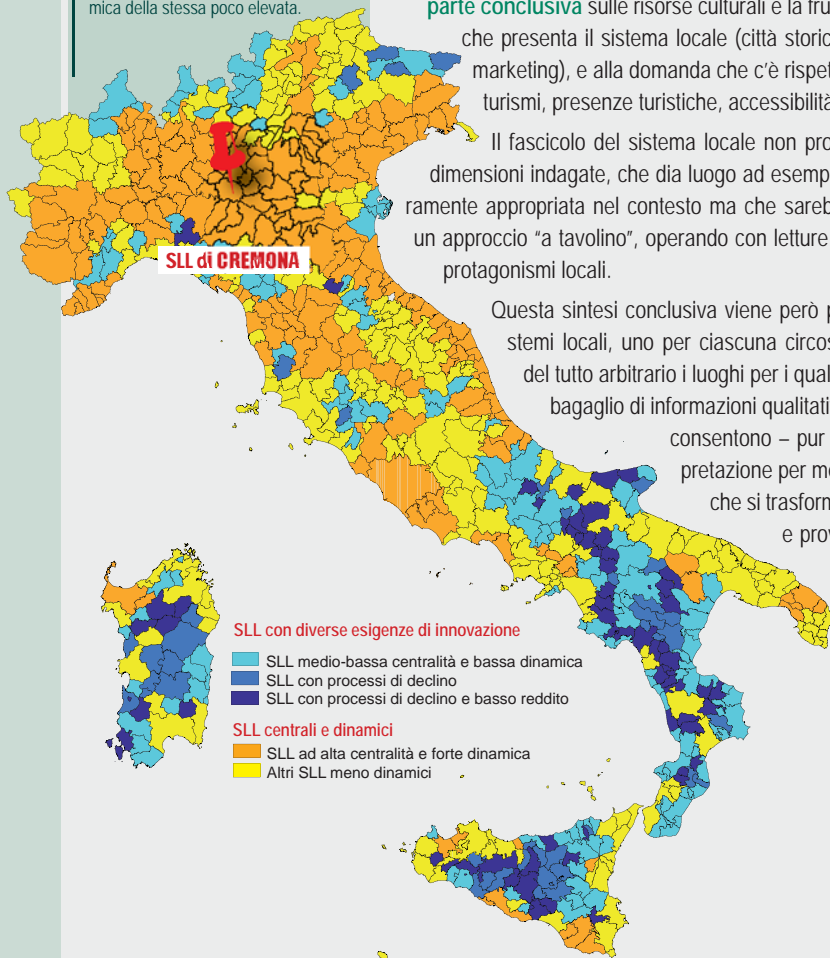 mica della stessa poco elevata.
parte conclusiva sulle risorse culturali e la fru
che presenta il sistema locale (città storic
marketing), e alla domanda che c'è rispet
turismi, presenze turistiche, accessibilità
Il fascicolo del sistema locale non pro
dimensioni indagate, che dia luogo ad esemp
ramente appropriata nel contesto ma che sareb
un approccio "a tavolino", operando con letture
protagonismi locali.
Questa sintesi conclusiva viene però p
stemi locali, uno per ciascuna circos
del tutto arbitrario i luoghi per i qual
bagaglio di informazioni qualitati
consentono – pur
pretazione per me
che si trasform
e prov
SLL di CREMONA
SLL con diverse esigenze di innovazione
SLL medio-bassa centralità e bassa dinamica
SLL con processi di declino
SLL con processi di declino e basso reddito
SLL centrali e dinamici
SLL ad alta centralità e forte dinamica
Altri SLL meno dinamici